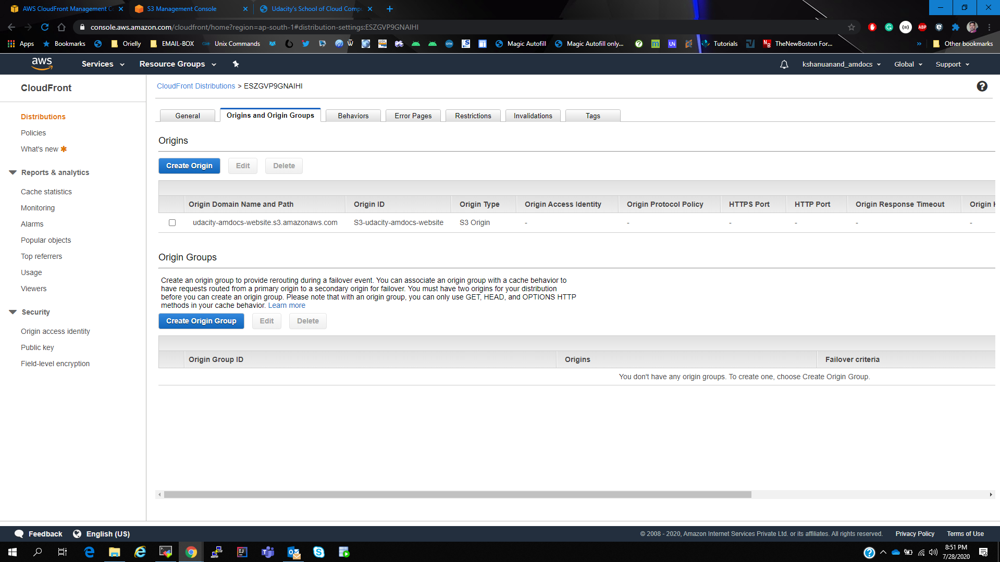 AWS CloudFront Management Co
S3 Management Console
Udacity's School of Cloud Compu
console.aws.amazon.com/cloudfront/home?region=ap-south-1#distribution-settings:ESZGVP9GNAIHI
Apps
Bookmarks
Orielly
EMAIL-BOX
Unix Commands
Magic Autofill
Magic Autofill only...
Tutorials
TheNewBoston For...
Other bookmarks
aws
Services
Resource Groups
kshanuanand_amdocs
Global
Support
CloudFront
CloudFront Distributions > ESZGVP9GNAIHI
Distributions
Policies
What's new
Reports & analytics
Cache statistics
Monitoring
Alarms
Popular objects
Top referrers
Usage
Viewers
Security
Origin access identity
Public key
Field-level encryption
General
Origins and Origin Groups
Behaviors
Error Pages
Restrictions
Invalidations
Tags
Origins
Create Origin
Edit
Delete
Origin Domain Name and Path
Origin ID
Origin Type
Origin Access Identity
Origin Protocol Policy
HTTPS Port
HTTP Port
Origin Response Timeout
Origin
udacity-amdocs-website.s3.amazonaws.com
S3-udacity-amdocs-website
S3 Origin
-
-
-
-
-
-
Origin Groups
Create an origin group to provide rerouting during a failover event. You can associate an origin group with a cache behavior to
have requests routed from a primary origin to a secondary origin for failover. You must have two origins for your distribution
before you can create an origin group. Please note that with an origin group, you can only use GET, HEAD, and OPTIONS HTTP
methods in your cache behavior. Learn more
Create Origin Group
Edit
Delete
Origin Group ID
Origins
Failover criteria
You don't have any origin groups. To create one, choose Create Origin Group.
Feedback
English (US)
© 2008 - 2020, Amazon Internet Services Private Ltd. or its affiliates. All rights reserved.
Privacy Policy
Terms of Use
8:51 PM
7/28/2020